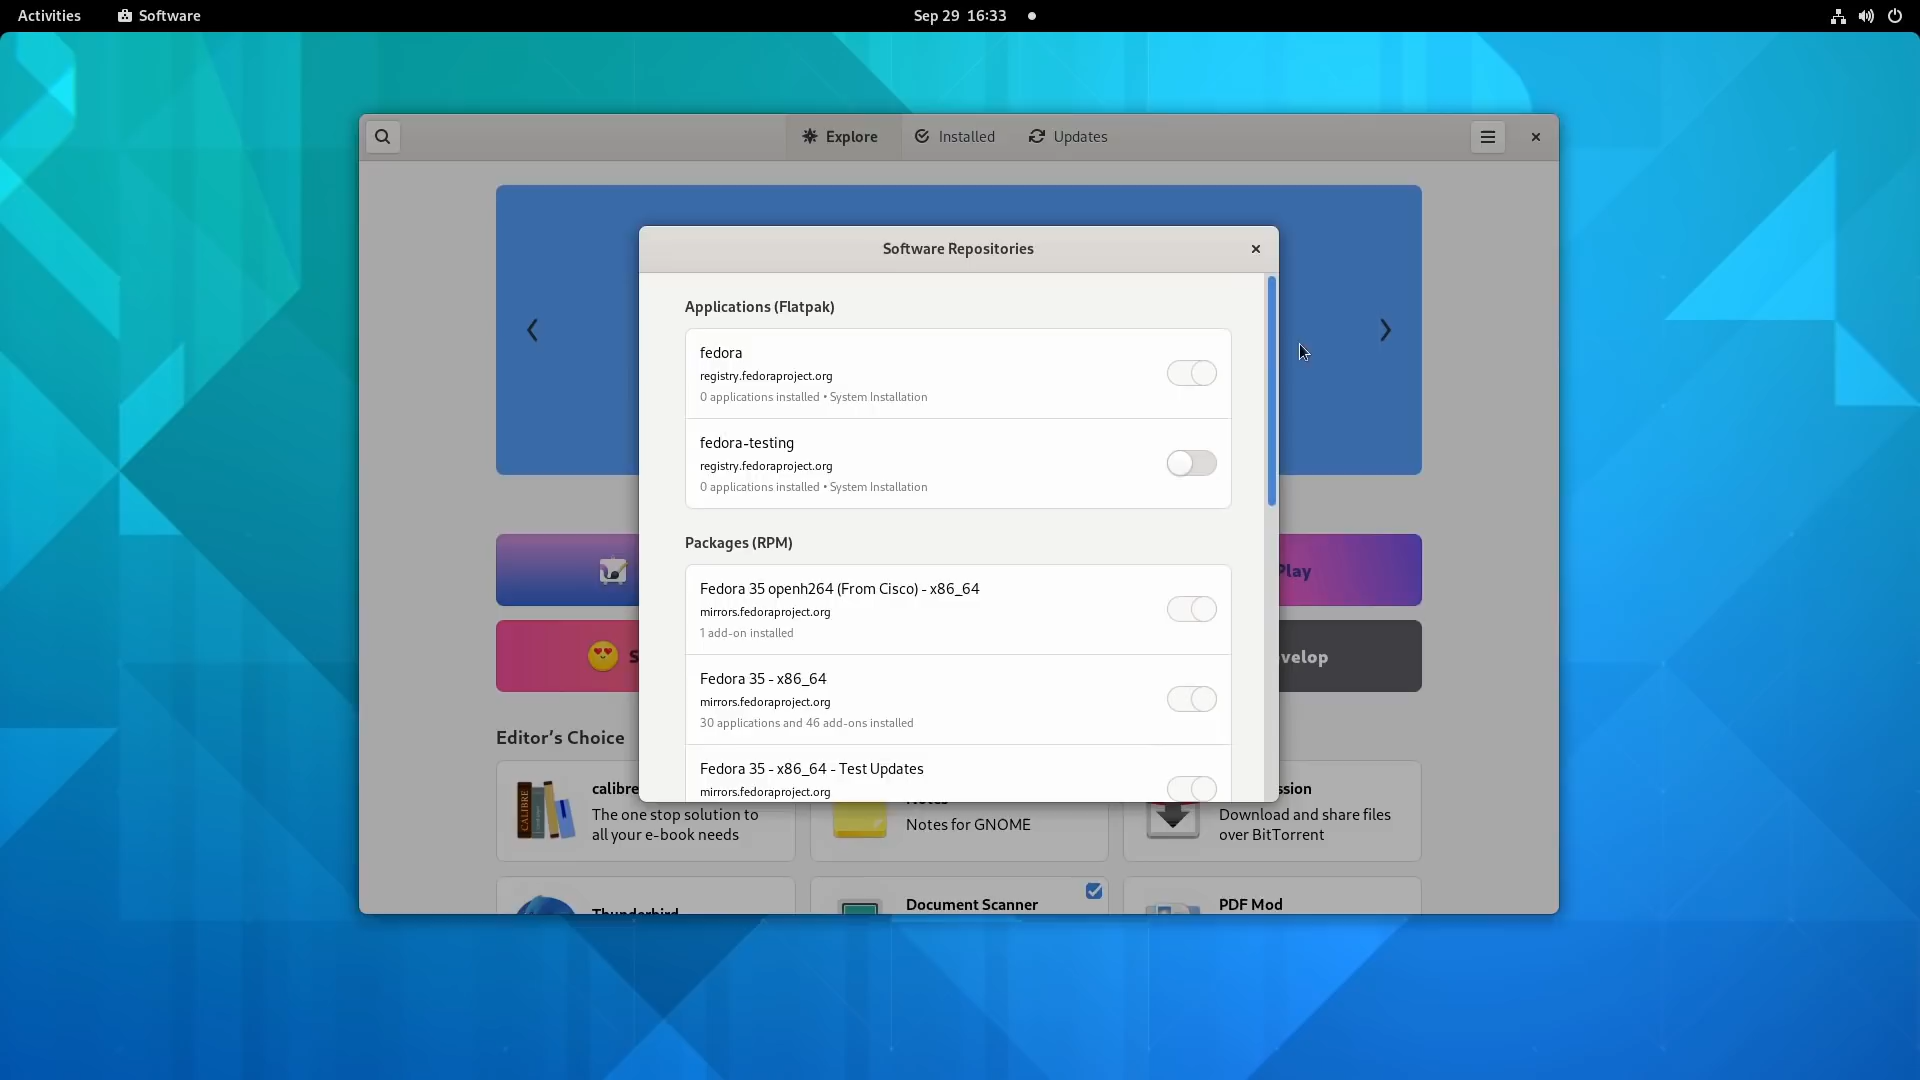 Activities
Software
Sep 29 16:33
Explore
Installed
Updates
Software Repositories
Applications (Flatpak)
fedora
registry.fedoraproject.org
0 applications installed • System Installation
fedora-testing
registry.fedoraproject.org
0 applications installed • System Installation
Packages (RPM)
Fedora 35 openh264 (From Cisco) - x86_64
mirrors.fedoraproject.org
1 add-on installed
Fedora 35 - x86_64
mirrors.fedoraproject.org
30 applications and 46 add-ons installed
Fedora 35 - x86_64 - Test Updates
mirrors.fedoraproject.org
Play
S
velop
Editor’s Choice
calibre
CALIBRE
The one stop solution to
all your e-book needs
Notes
Notes for GNOME
ssion
Download and share files
over BitTorrent
Thunderbird
Document Scanner
PDF Mod